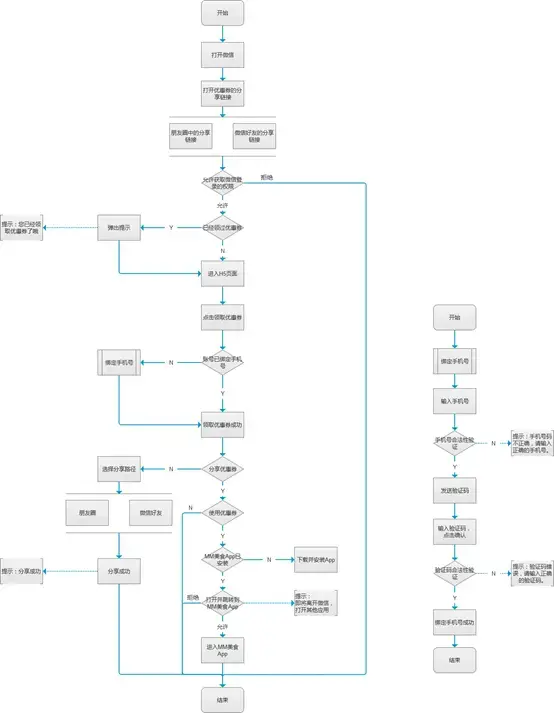 开始
打开微信
打开优惠券的分
享链接
朋友圈中的分享
链接
微信好友的分享
链接
允许获取微信登
录的权限
拒绝
允许
提示：您已经领
取优惠券了哦
弹出提示
Y
已经领过优惠券
N
进入H5页面
点击领取优惠券
绑定手机号
N
账号已绑定手机
号
Y
领取优惠券成功
选择分享路径
N
分享优惠券
Y
朋友圈
微信好友
N
使用优惠券
Y
提示：分享成功
分享成功
MM美食App已
安装
N
下载并安装App
Y
拒绝
打开并跳转到
MM美食App
提示：
即将离开微信，
打开其他应用
允许
进入MM美食
App
结束
开始
绑定手机号
输入手机号
手机号合法性验
证
N
提示：手机号码
不正确，请输入
正确的手机号。
Y
发送验证码
输入验证码，
点击确认
验证码合法性验
证
N
提示：验证码错
误，请输入正确
的验证码。
Y
绑定手机号成功
结束